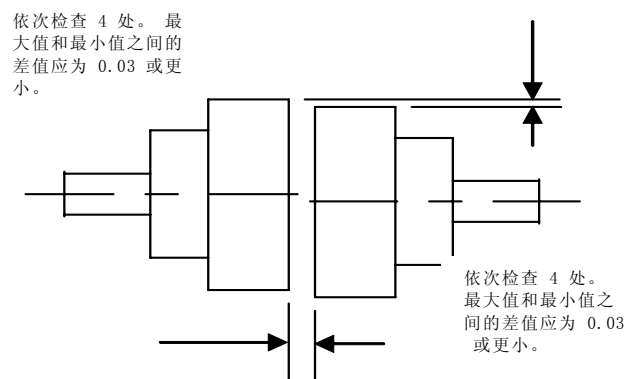 依次检查 4 处。 最
大值和最小值之间的
差值应为 0.03 或更
小。
依次检查 4 处。
最大值和最小值之
间的差值应为 0.03
或更小。